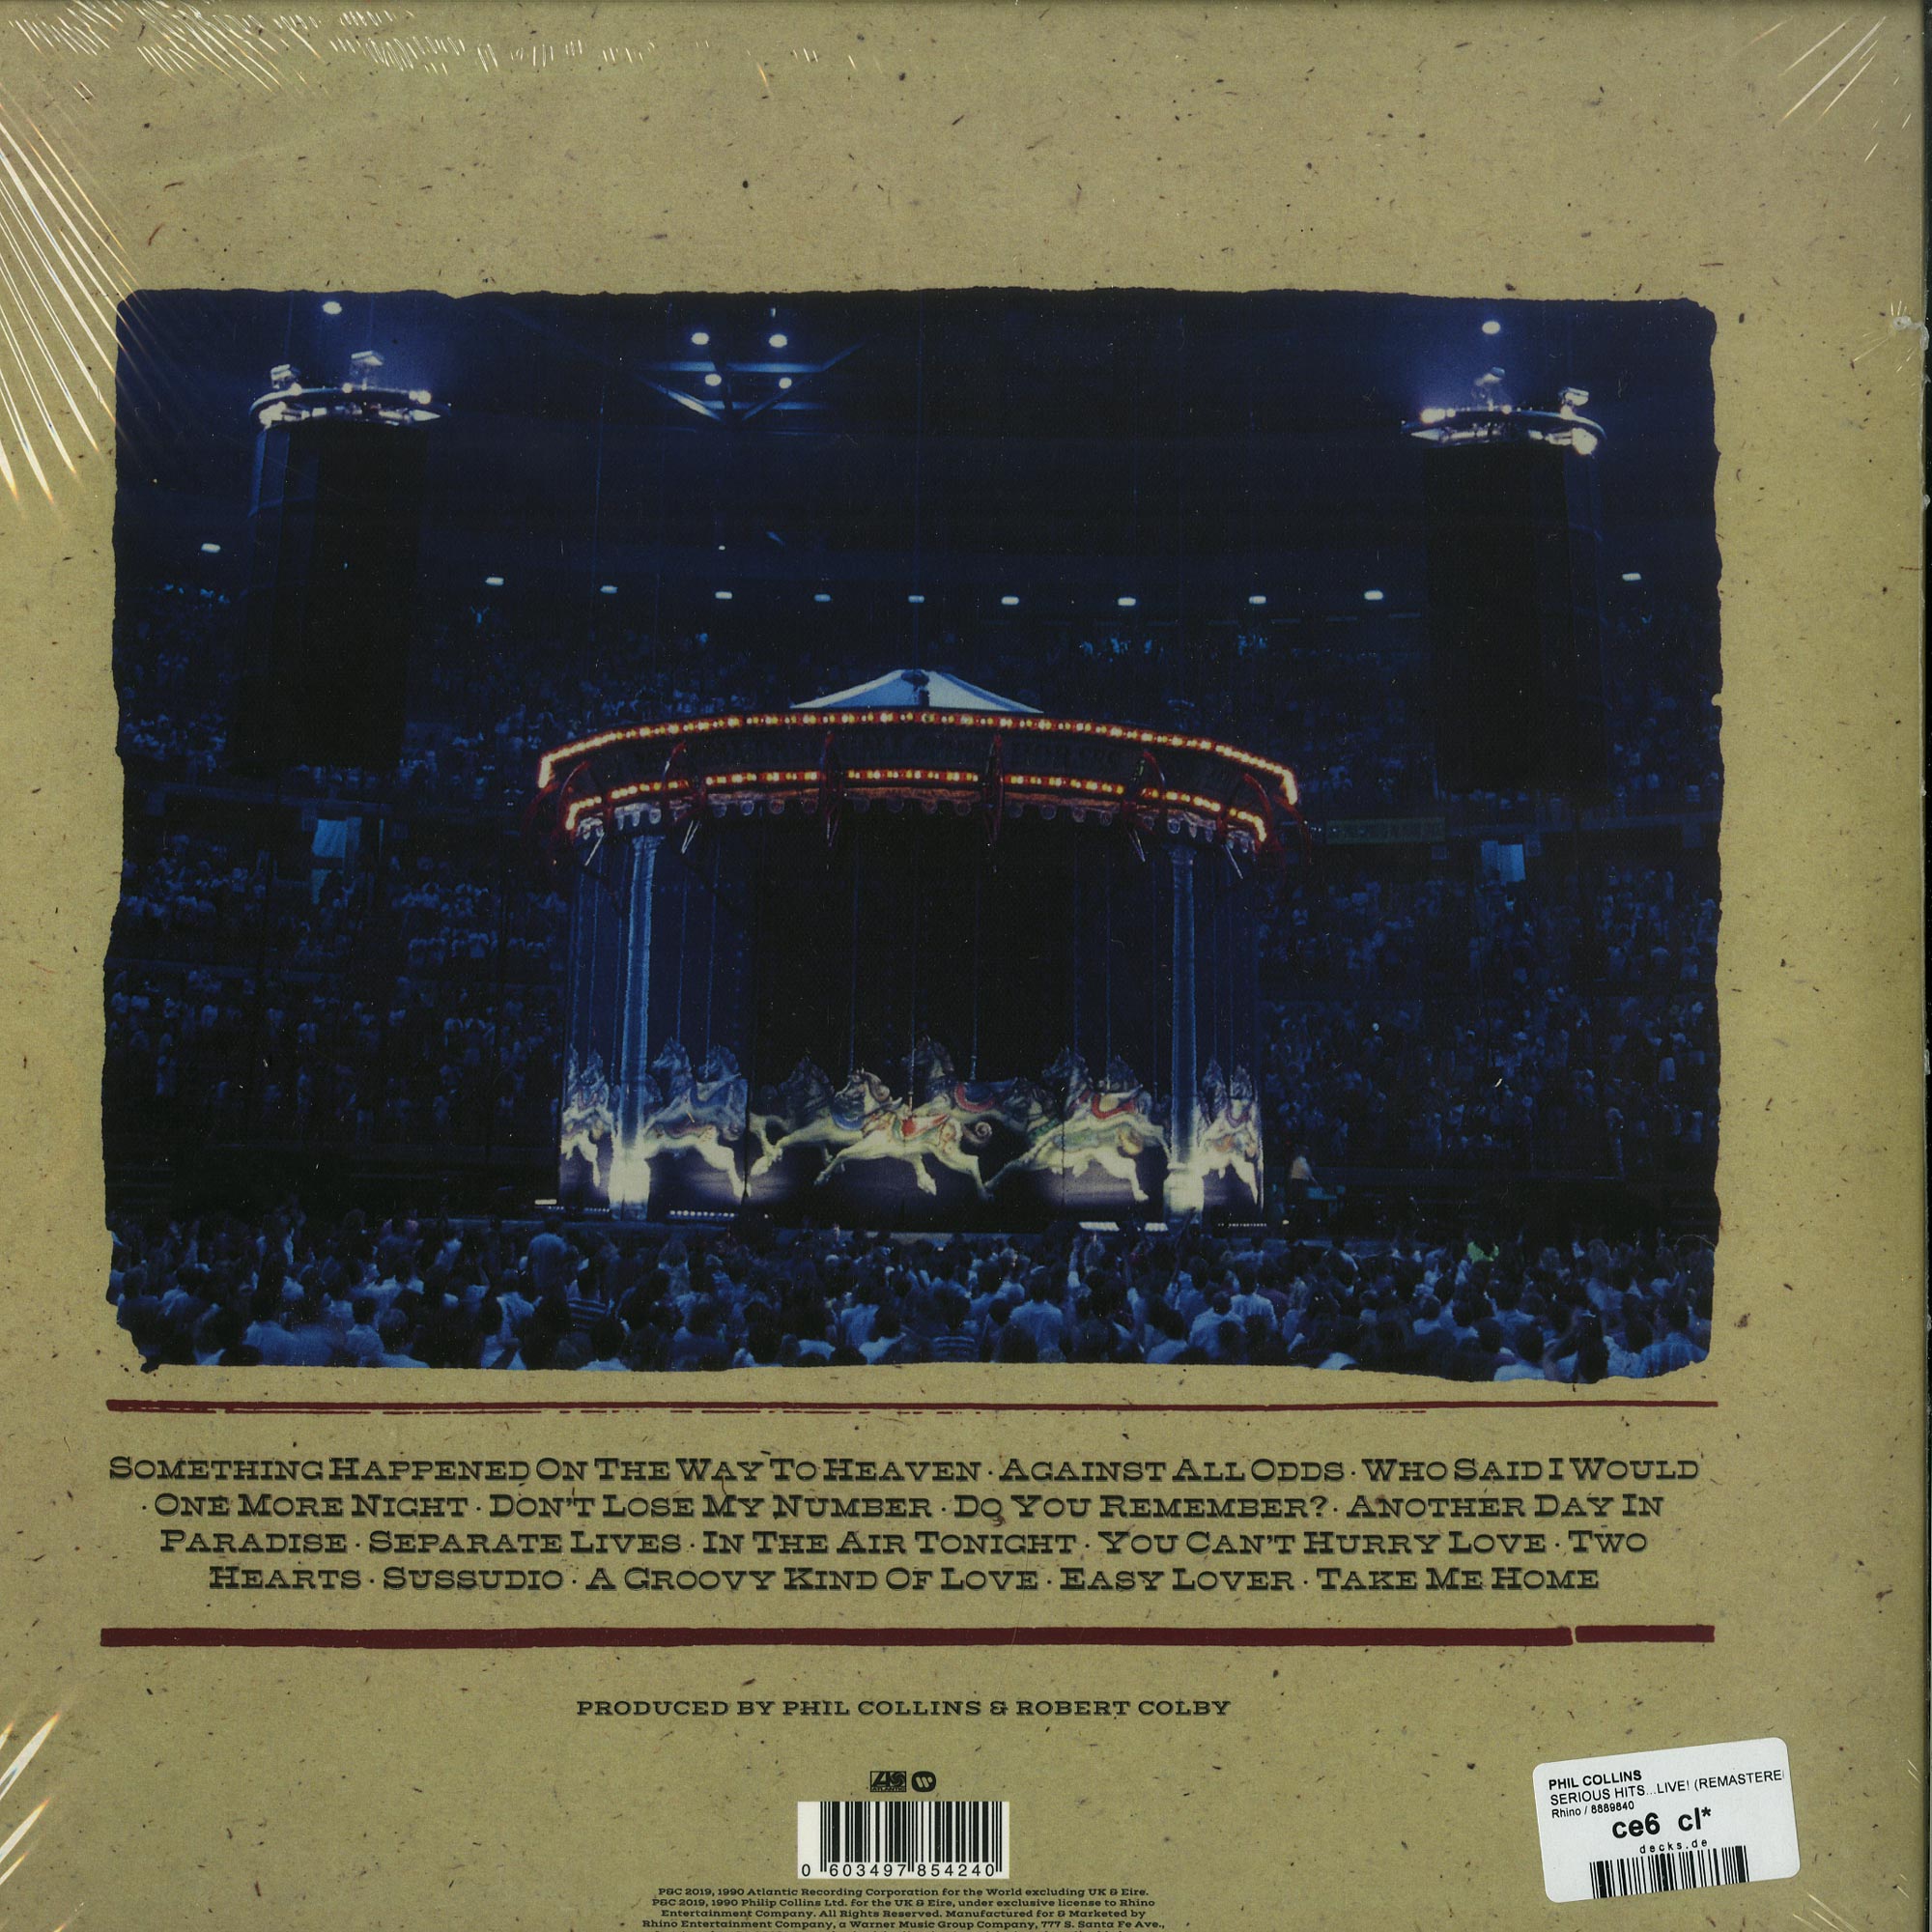 SOMETHING HAPPENED ON THE WAY TO HEAVEN · AGAINST ALL ODDS · WHO SAID I WOULD
· ONE MORE NIGHT · DON'T LOSE MY NUMBER · DO YOU REMEMBER? · ANOTHER DAY IN
PARADISE · SEPARATE LIVES · IN THE AIR TONIGHT · YOU CAN'T HURRY LOVE · TWO
HEARTS · SUSSUDIO · A GROOVY KIND OF LOVE · EASY LOVER · TAKE ME HOME
PRODUCED BY PHIL COLLINS & ROBERT COLBY
ATLANTIC
0 603497 854240
P&C 2019, 1990 Atlantic Recording Corporation for the World excluding UK & Eire.
P&C 2019, 1990 Philip Collins Ltd. for the UK & Eire, under exclusive license to Rhino
Entertainment Company. All Rights Reserved. Manufactured for & Marketed by
Rhino Entertainment Company, a Warner Music Group Company, 777 S. Santa Fe Ave.,
PHIL COLLINS
SERIOUS HITS...LIVE! (REMASTERE
Rhino / 8889840
ce6 cl*
decks.de